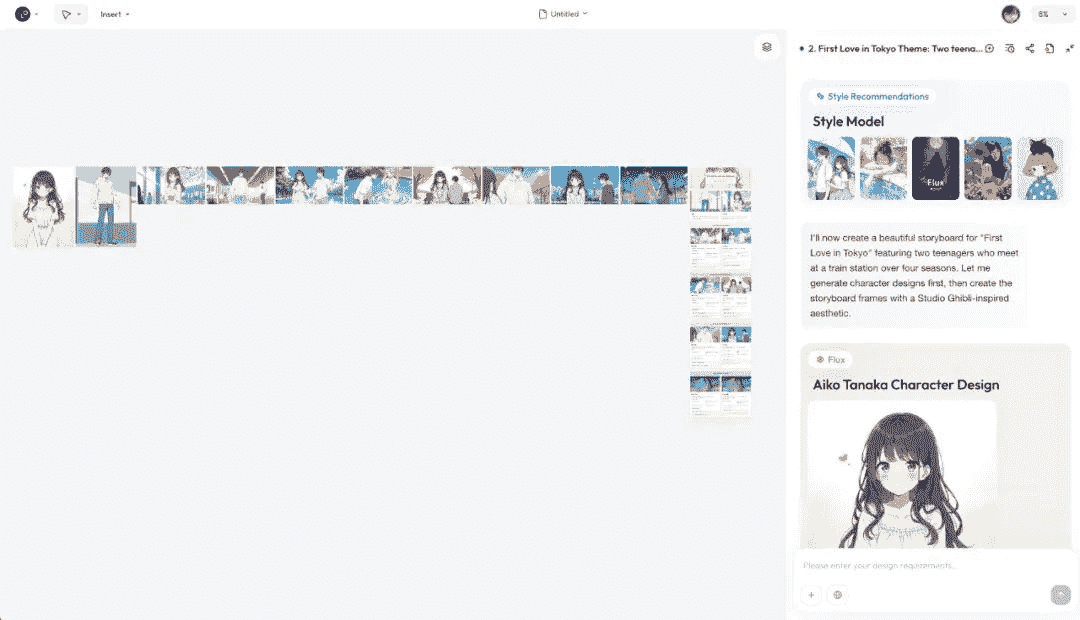 Insert
Untitled
6%
2. First Love in Tokyo Theme: Two teena...
Style Recommendations
Style Model
Flux
I'll now create a beautiful storyboard for "First
Love in Tokyo" featuring two teenagers who meet
at a train station over four seasons. Let me
generate character designs first, then create the
storyboard frames with a Studio Ghibli-inspired
aesthetic.
Flux
Aiko Tanaka Character Design
Please enter your design requirements...